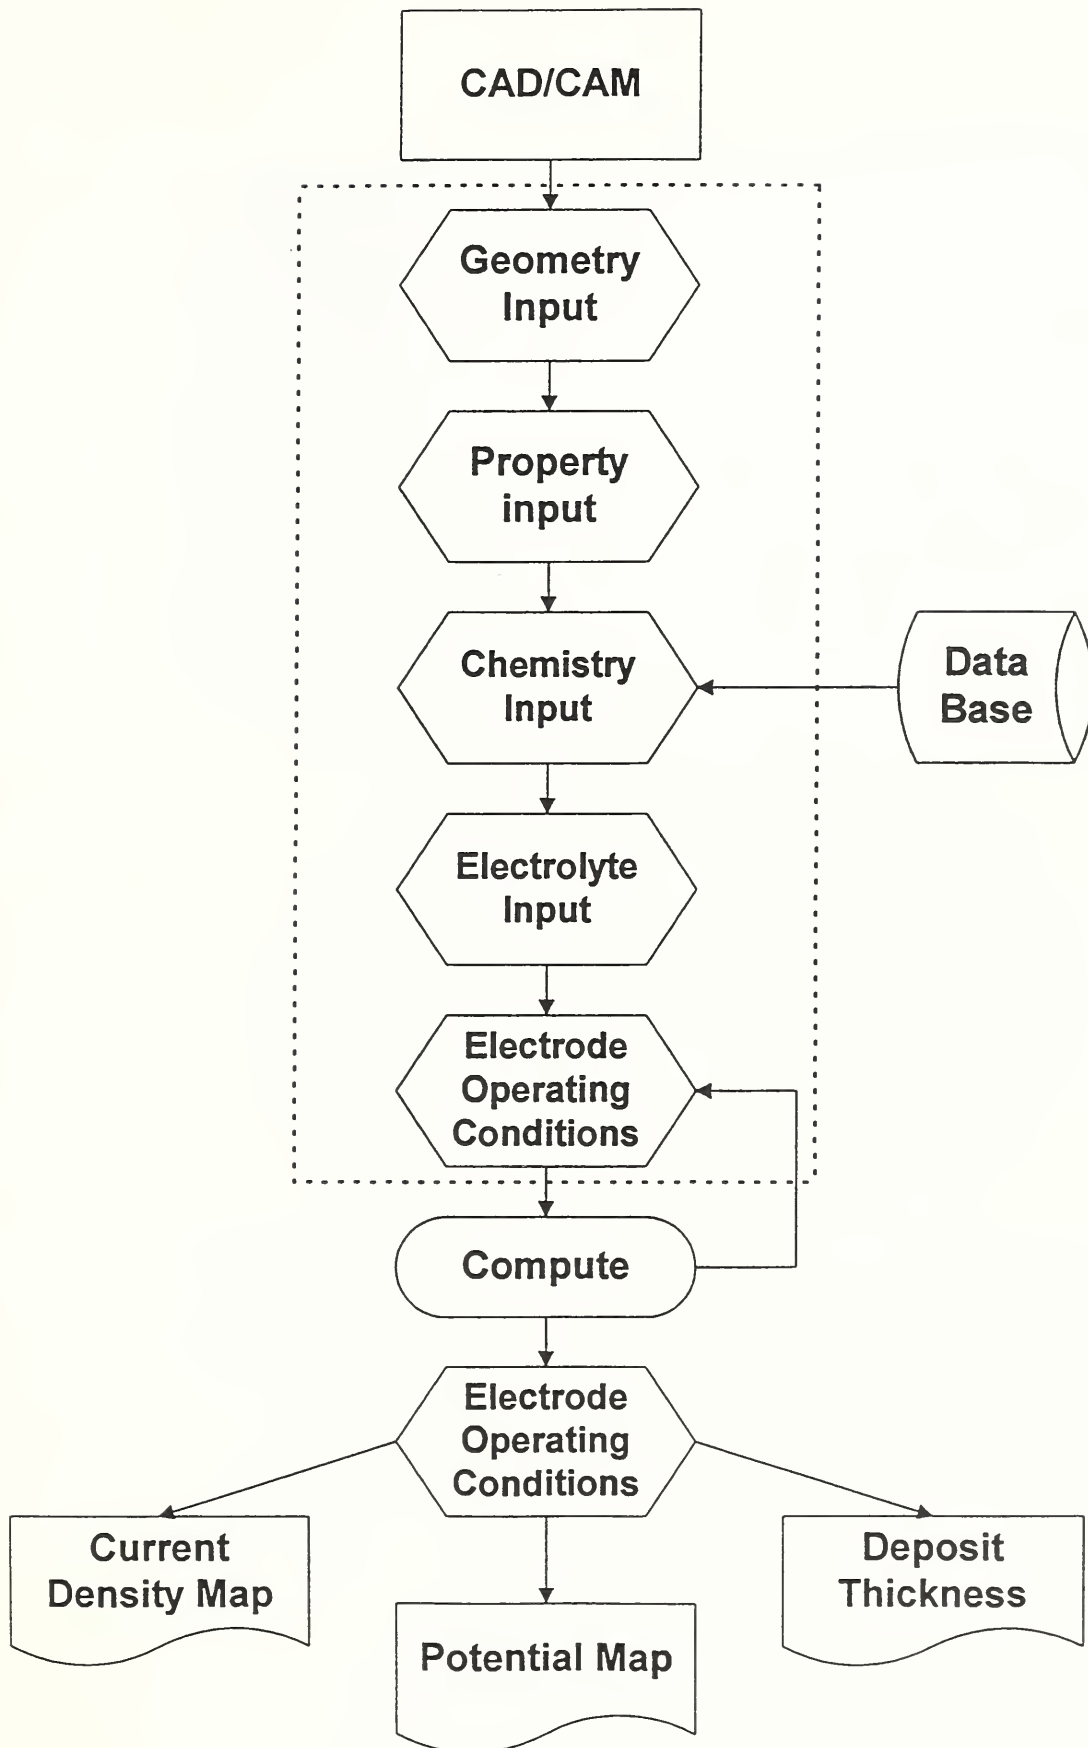 CAD/CAM
Geometry
Input
Property
input
Chemistry
Input
Data
Base
Electrolyte
Input
Electrode
Operating
Conditions
Compute
Electrode
Operating
Conditions
Current
Density Map
Deposit
Thickness
Potential Map